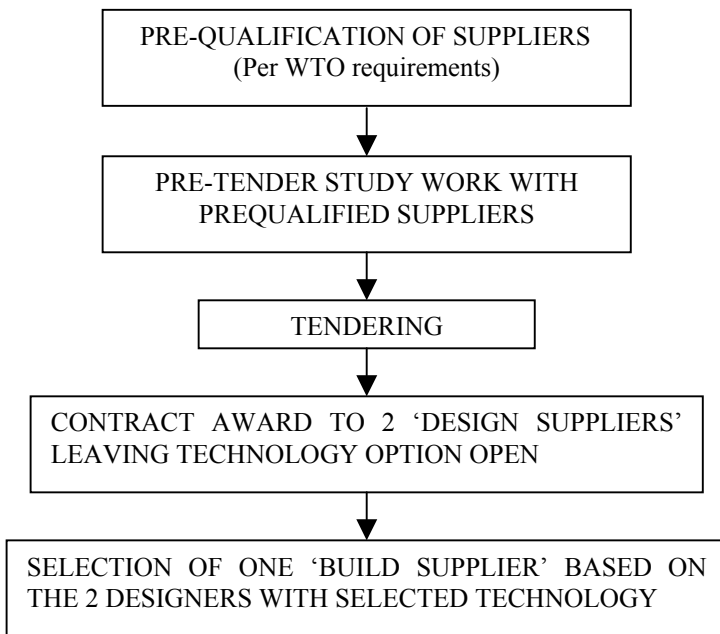 PRE-QUALIFICATION OF SUPPLIERS
(Per WTO requirements)
PRE-TENDER STUDY WORK WITH
PREQUALIFIED SUPPLIERS
TENDERING
CONTRACT AWARD TO 2 ‘DESIGN SUPPLIERS’
LEAVING TECHNOLOGY OPTION OPEN
SELECTION OF ONE ‘BUILD SUPPLIER’ BASED ON
THE 2 DESIGNERS WITH SELECTED TECHNOLOGY